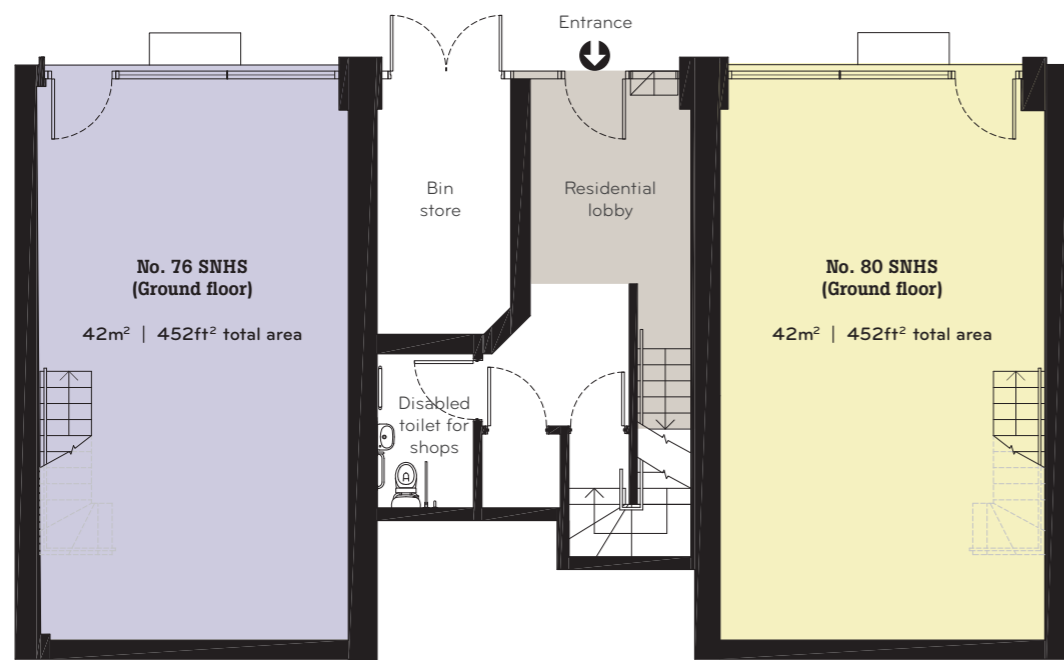 Entrance
Bin
store
Residential
lobby
No. 76 SNHS
(Ground floor)
42m² | 452ft² total area
No. 80 SNHS
(Ground floor)
42m² | 452ft² total area
Disabled
toilet for
shops